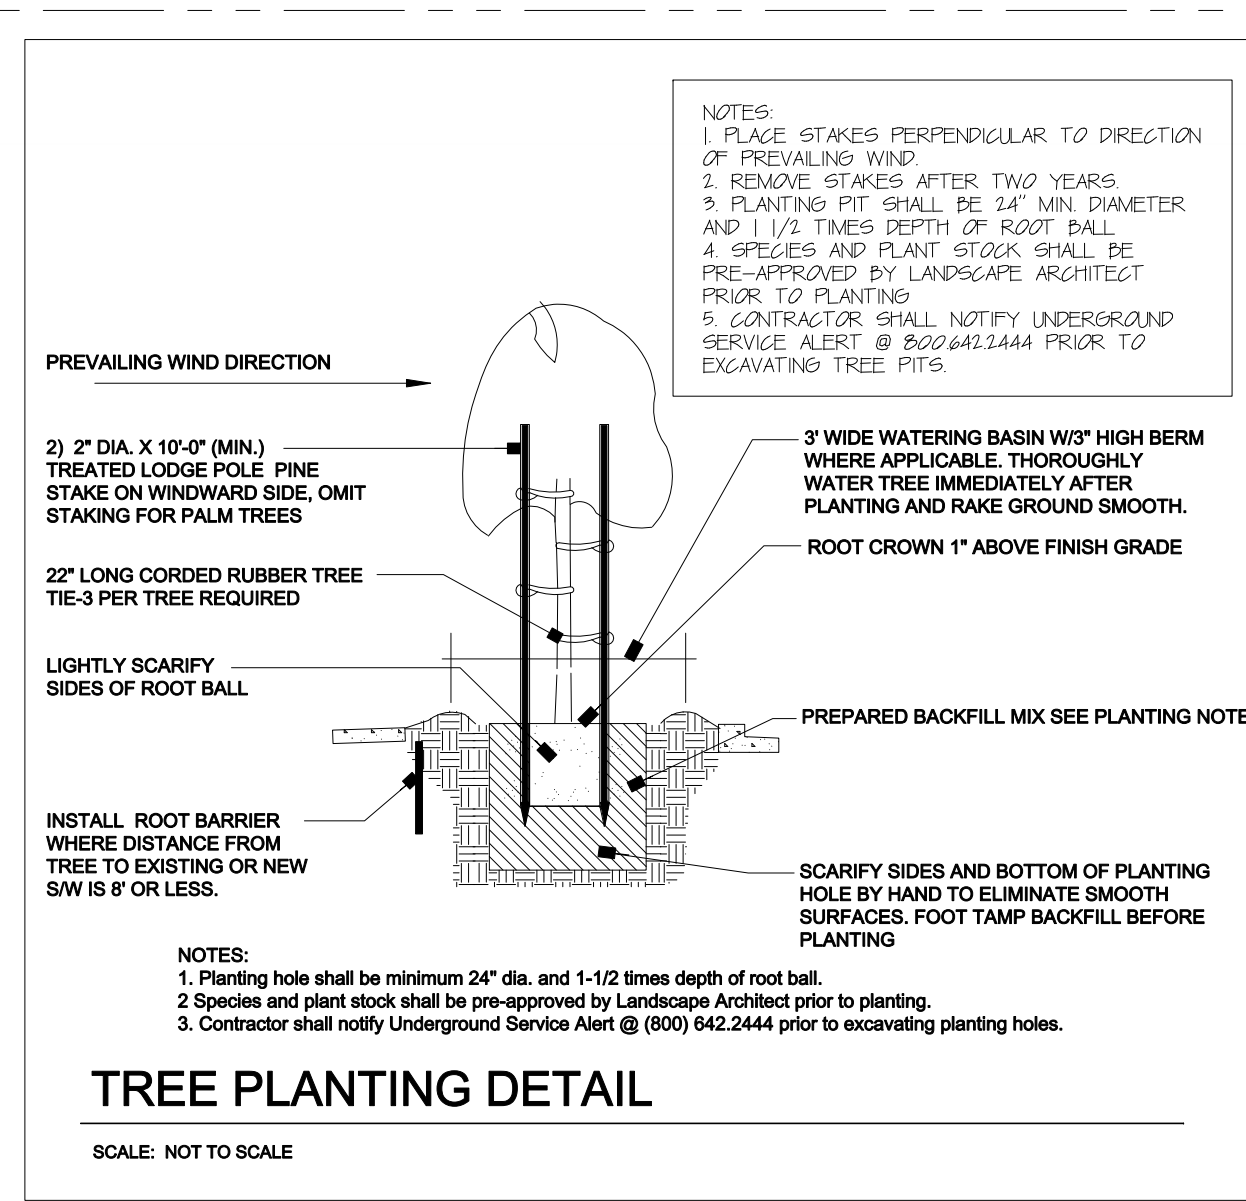 NOTES:
1. PLACE STAKES PERPENDICULAR TO DIRECTION
OF PREVAILING WIND.
2. REMOVE STAKES AFTER TWO YEARS.
3. PLANTING PIT SHALL BE 24" MIN. DIAMETER
AND 1 1/2 TIMES DEPTH OF ROOT BALL
4. SPECIES AND PLANT STOCK SHALL BE
PRE-APPROVED BY LANDSCAPE ARCHITECT
PRIOR TO PLANTING
5. CONTRACTOR SHALL NOTIFY UNDERGROUND
SERVICE ALERT @ 800.642.2444 PRIOR TO
EXCAVATING TREE PITS.
PREVAILING WIND DIRECTION
2) 2" DIA. X 10'-0" (MIN.)
TREATED LODGE POLE PINE
STAKE ON WINDWARD SIDE, OMIT
STAKING FOR PALM TREES
22" LONG CORDED RUBBER TREE
TIE-3 PER TREE REQUIRED
LIGHTLY SCARIFY
SIDES OF ROOT BALL
INSTALL ROOT BARRIER
WHERE DISTANCE FROM
TREE TO EXISTING OR NEW
S/W IS 8' OR LESS.
3' WIDE WATERING BASIN W/3" HIGH BERM
WHERE APPLICABLE. THOROUGHLY
WATER TREE IMMEDIATELY AFTER
PLANTING AND RAKE GROUND SMOOTH.
ROOT CROWN 1" ABOVE FINISH GRADE
PREPARED BACKFILL MIX SEE PLANTING NOTE
SCARIFY SIDES AND BOTTOM OF PLANTING
HOLE BY HAND TO ELIMINATE SMOOTH
SURFACES. FOOT TAMP BACKFILL BEFORE
PLANTING
NOTES:
1. Planting hole shall be minimum 24" dia. and 1-1/2 times depth of root ball.
2 Species and plant stock shall be pre-approved by Landscape Architect prior to planting.
3. Contractor shall notify Underground Service Alert @ (800) 642.2444 prior to excavating planting holes.
TREE PLANTING DETAIL
SCALE: NOT TO SCALE